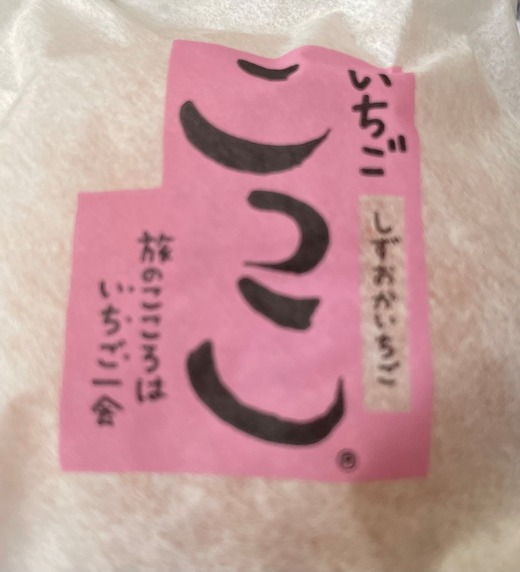 いちご
しずおかいちご
こっこ®
旅のこころは
いちご一会